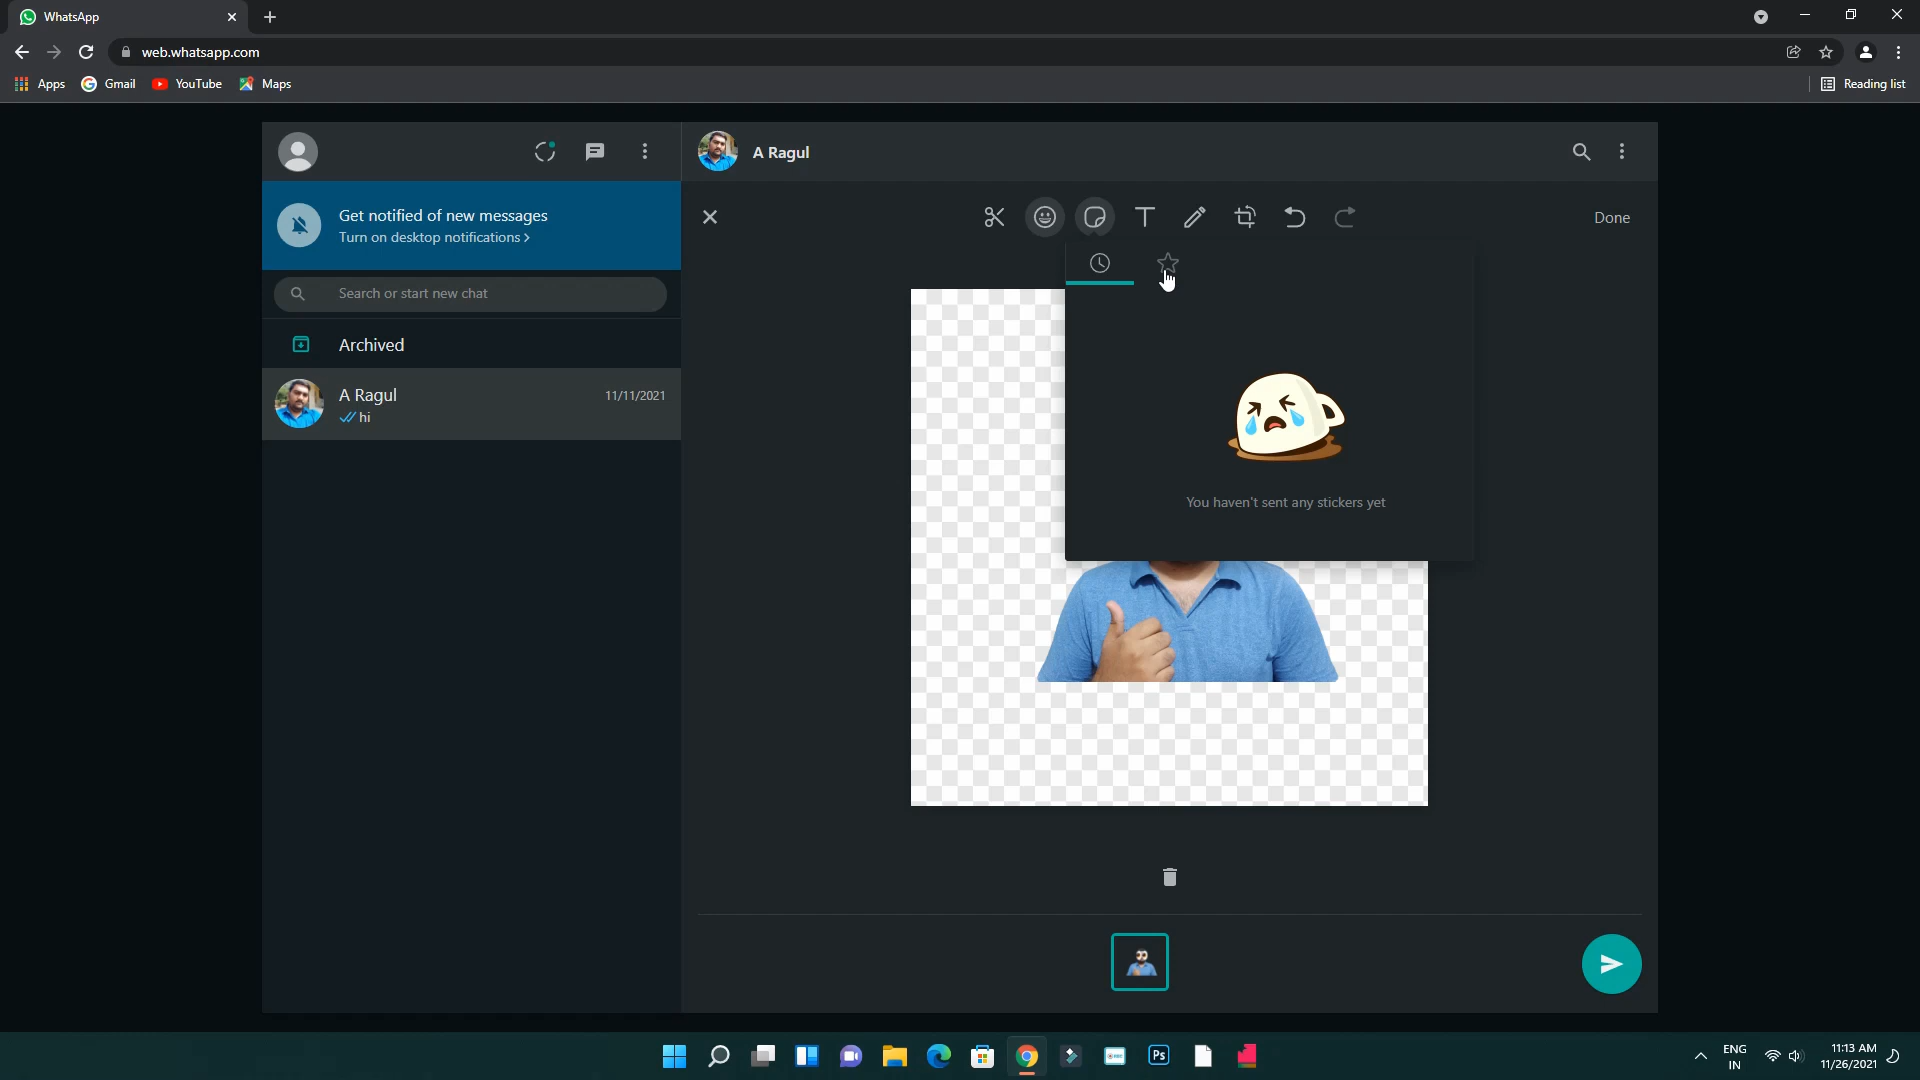 WhatsApp
web.whatsapp.com
Apps
Gmail
YouTube
Maps
Reading list
A Ragul
Get notified of new messages
Turn on desktop notifications >
Done
Search or start new chat
Archived
A Ragul
11/11/2021
hi
You haven't sent any stickers yet
Ps
ENG
IN
11:13 AM
11/26/2021